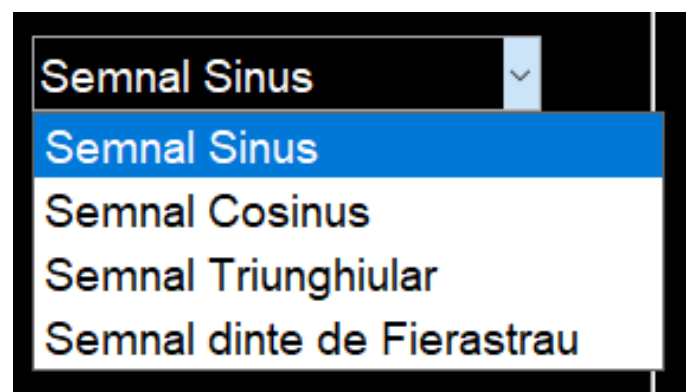 Semnal Sinus
Semnal Sinus
Semnal Cosinus
Semnal Triunghiular
Semnal dinte de Fierastrau